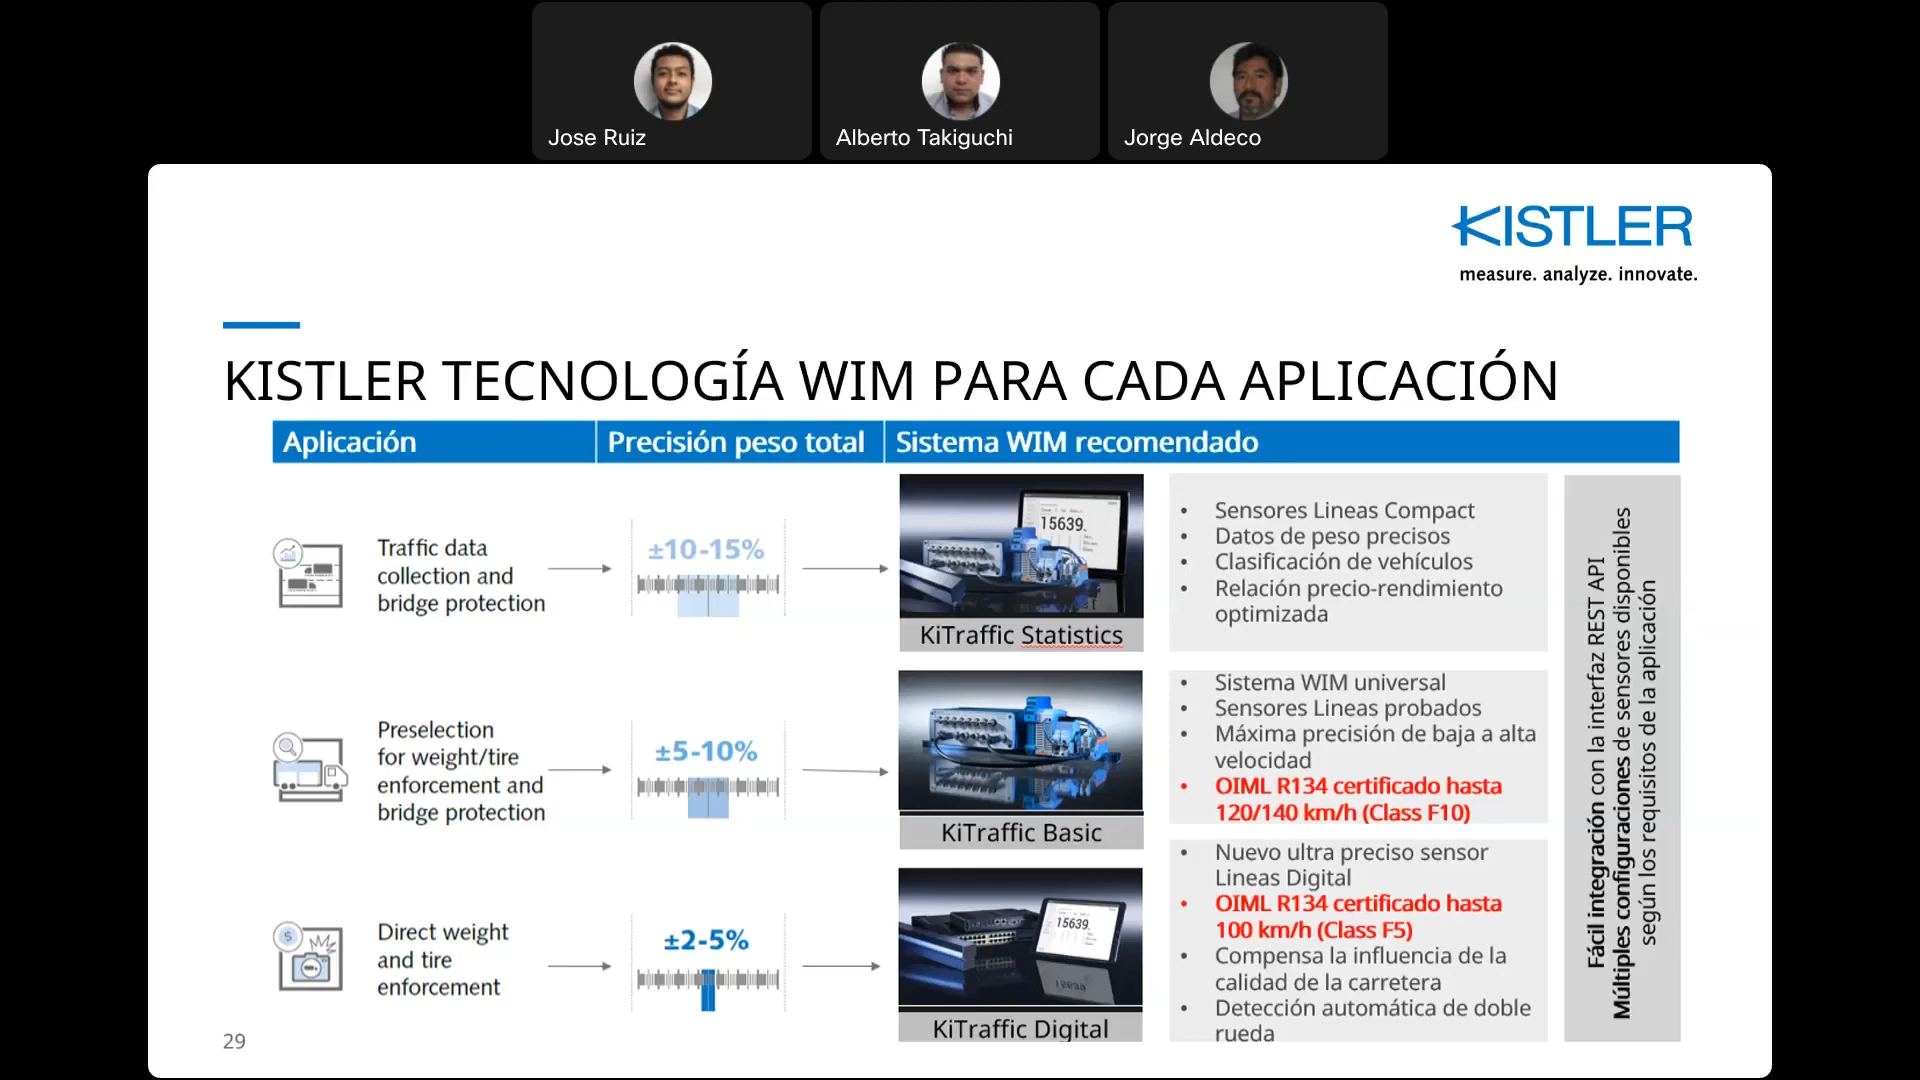 Jose Ruiz
Alberto Takiguchi
Jorge Aldeco
KISTLER
measure. analyze. innovate.
KISTLER TECNOLOGÍA WIM PARA CADA APLICACIÓN
Aplicación
Precisión peso total
Sistema WIM recomendado
Traffic data
collection and
bridge protection
±10-15%
15639.
KiTraffic Statistics
• Sensores Lineas Compact
• Datos de peso precisos
• Clasificación de vehículos
• Relación precio-rendimiento
optimizada
Preselection
for weight/tire
enforcement and
bridge protection
±5-10%
KiTraffic Basic
• Sistema WIM universal
• Sensores Lineas probados
• Máxima precisión de baja a alta
velocidad
• OIML R134 certificado hasta
120/140 km/h (Class F10)
Direct weight
and tire
enforcement
±2-5%
15639.
KiTraffic Digital
• Nuevo ultra preciso sensor
Lineas Digital
• OIML R134 certificado hasta
100 km/h (Class F5)
• Compensa la influencia de la
calidad de la carretera
• Detección automática de doble
rueda
Fácil integración con la interfaz REST API
Múltiples configuraciones de sensores disponibles
según los requisitos de la aplicación
29